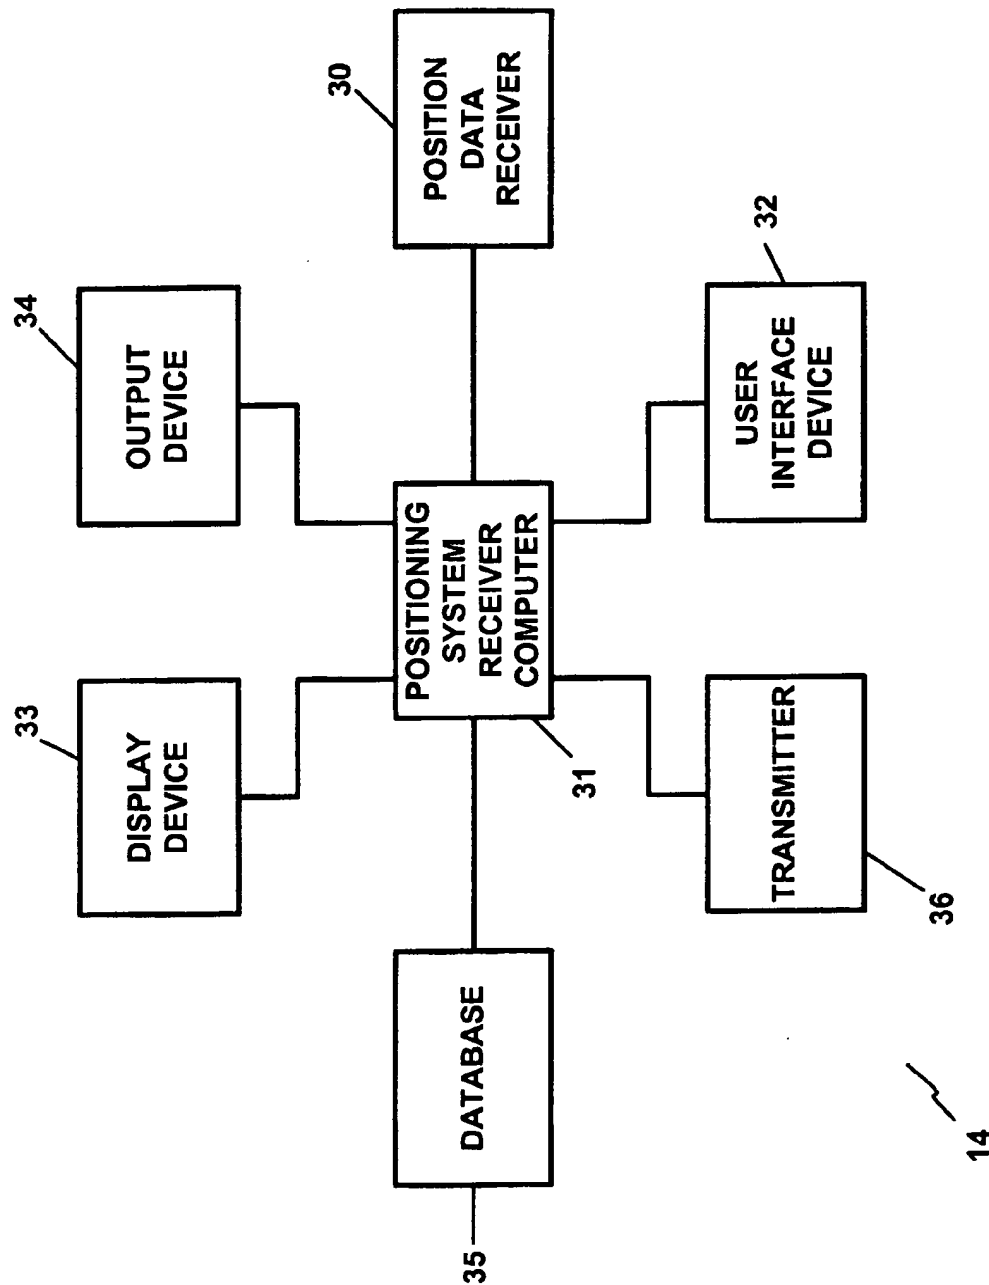 33
DISPLAY
DEVICE
34
OUTPUT
DEVICE
35
DATABASE
31
POSITIONING
SYSTEM
RECEIVER
COMPUTER
30
POSITION
DATA
RECEIVER
36
TRANSMITTER
32
USER
INTERFACE
DEVICE
14